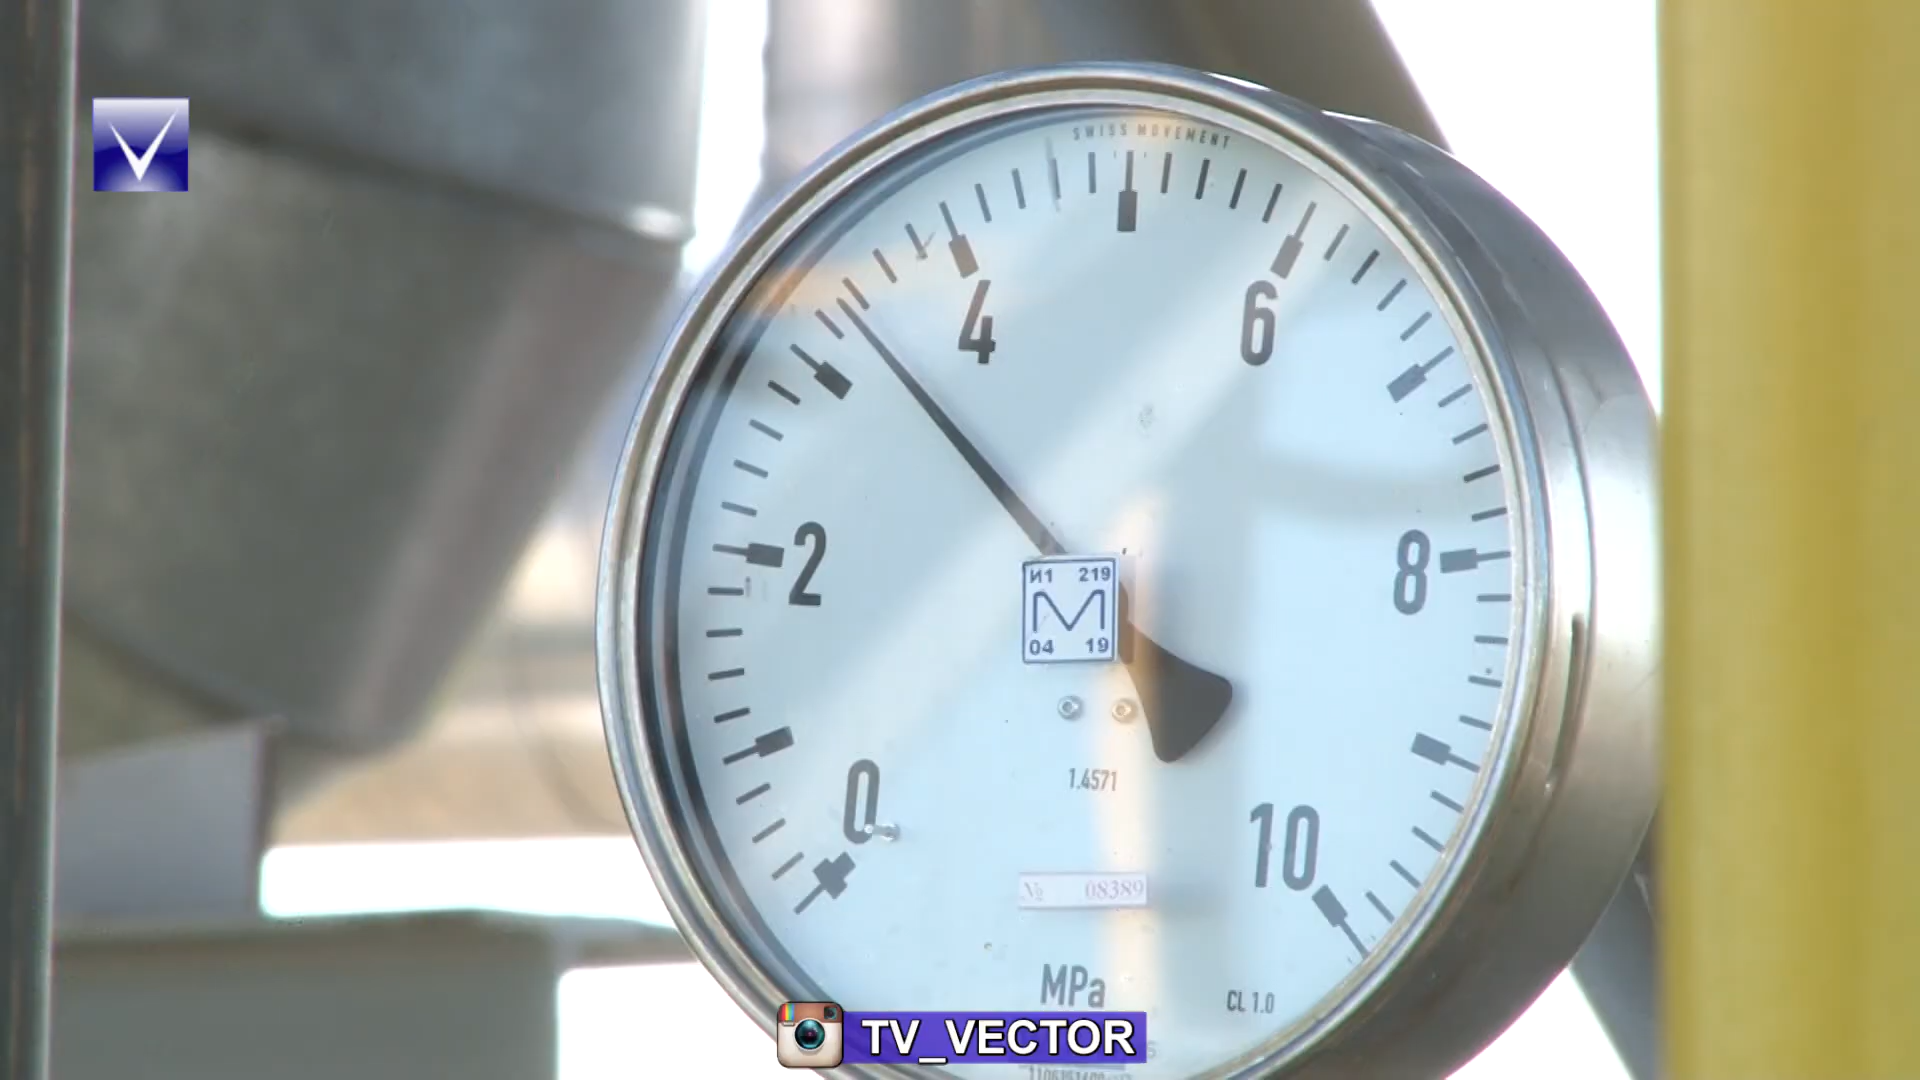 SWISS MOVEMENT
4
6
2
8
И1 219
M
04 19
1.4571
0
10
№ 08389
MPa
CL 1.0
TV_VECTOR